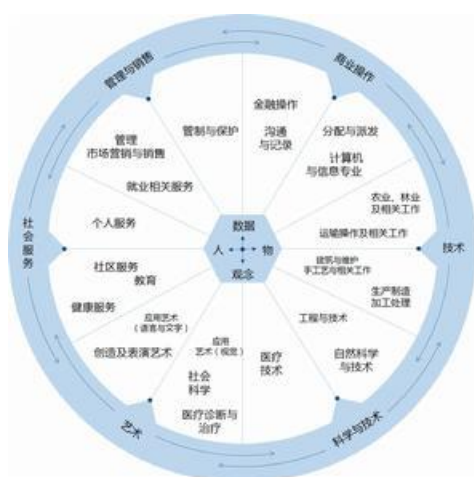 管理与销售
商业操作
金融操作
管制与保护
沟通
与记录
分配与派发
管理
市场营销与销售
计算机
与信息专业
就业相关服务
农业、林业
及相关工作
个人服务
数据
运输操作及相关工作
社会服务
人
物
技术
观念
社区服务
教育
建筑与维护
手工艺与相关工作
生产制造
加工处理
健康服务
应用艺术
(语言与文字)
工程与技术
创造及表演艺术
应用
艺术(视觉)
医疗
技术
自然科学
与技术
社会
科学
医疗诊断与
治疗
艺术
科学与技术